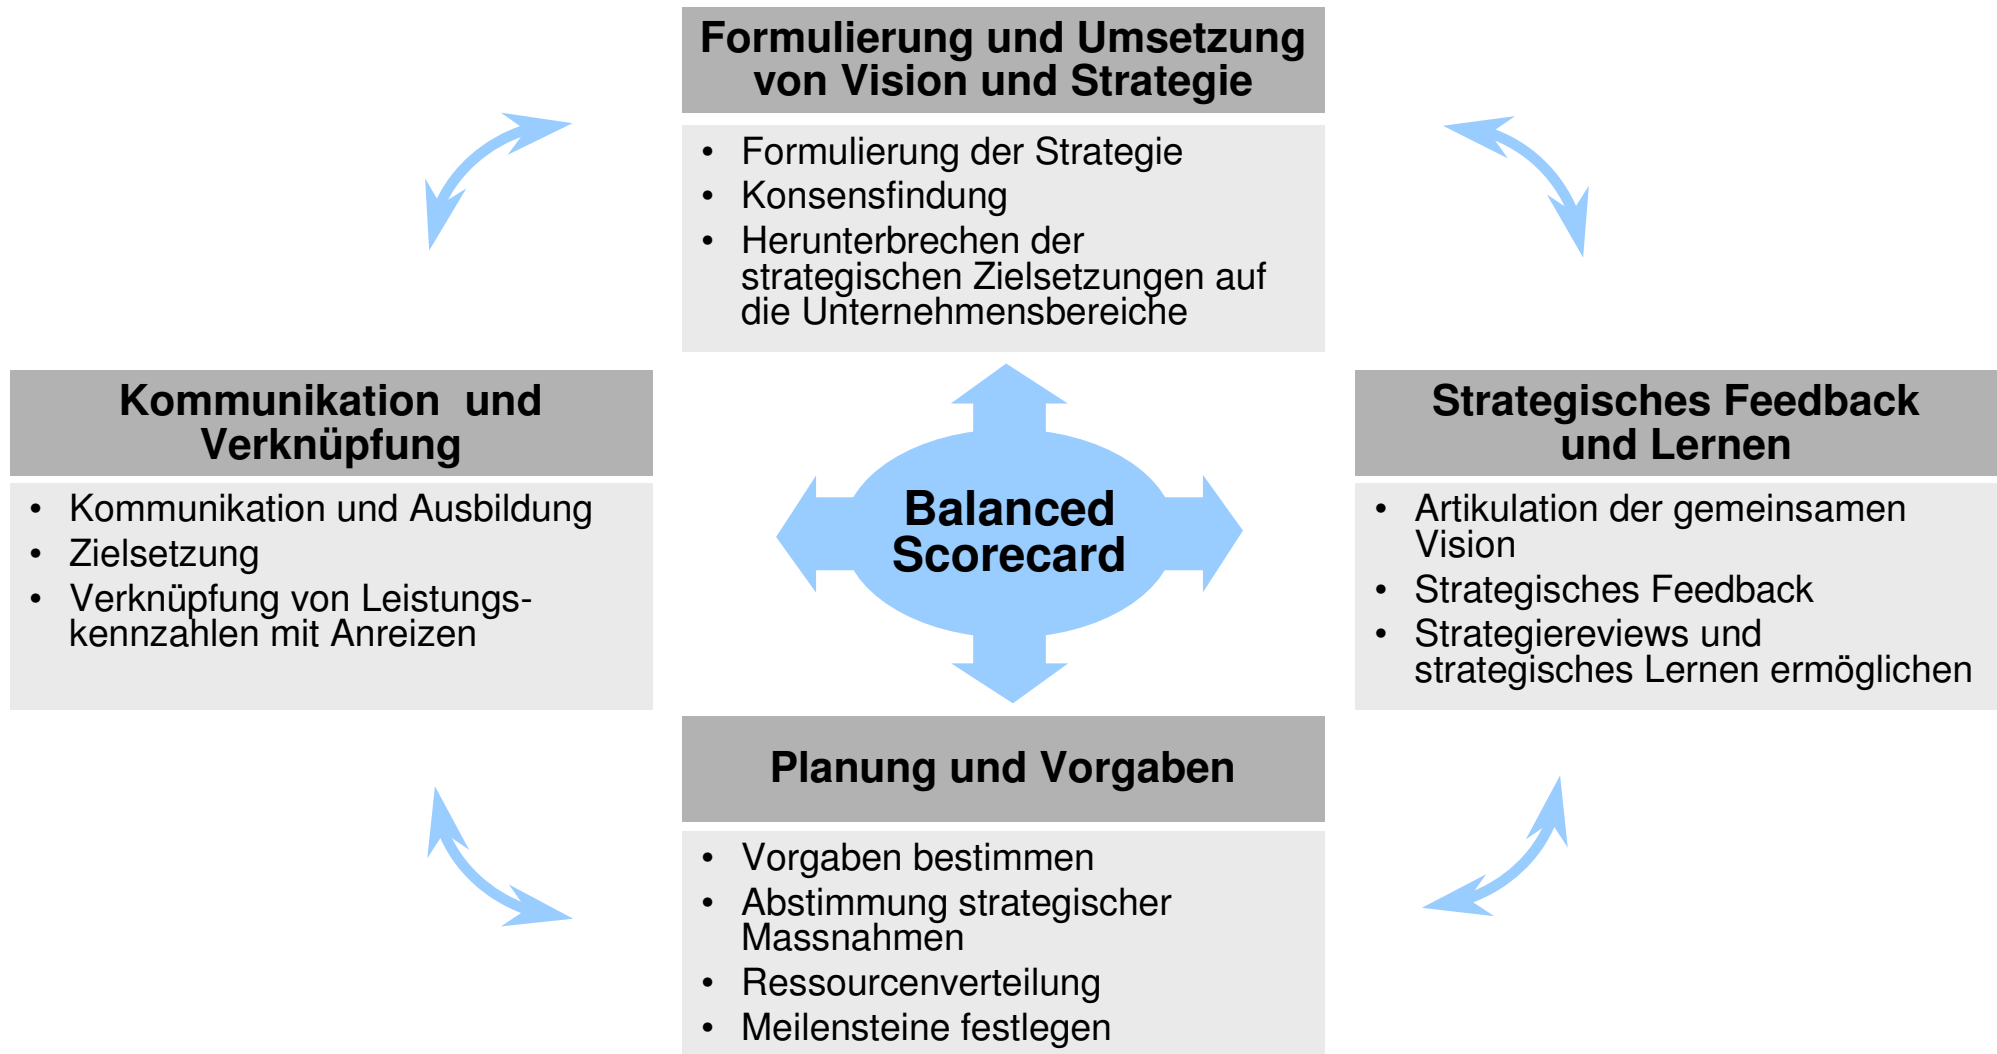 Formulierung und Umsetzung
von Vision und Strategie
• Formulierung der Strategie
• Konsensfindung
• Herunterbrechen der
strategischen Zielsetzungen auf
die Unternehmensbereiche
Kommunikation und
Verknüpfung
• Kommunikation und Ausbildung
• Zielsetzung
• Verknüpfung von Leistungs-
kennzahlen mit Anreizen
Balanced
Scorecard
Strategisches Feedback
und Lernen
• Artikulation der gemeinsamen
Vision
• Strategisches Feedback
• Strategiereviews und
strategisches Lernen ermöglichen
Planung und Vorgaben
• Vorgaben bestimmen
• Abstimmung strategischer
Massnahmen
• Ressourcenverteilung
• Meilensteine festlegen